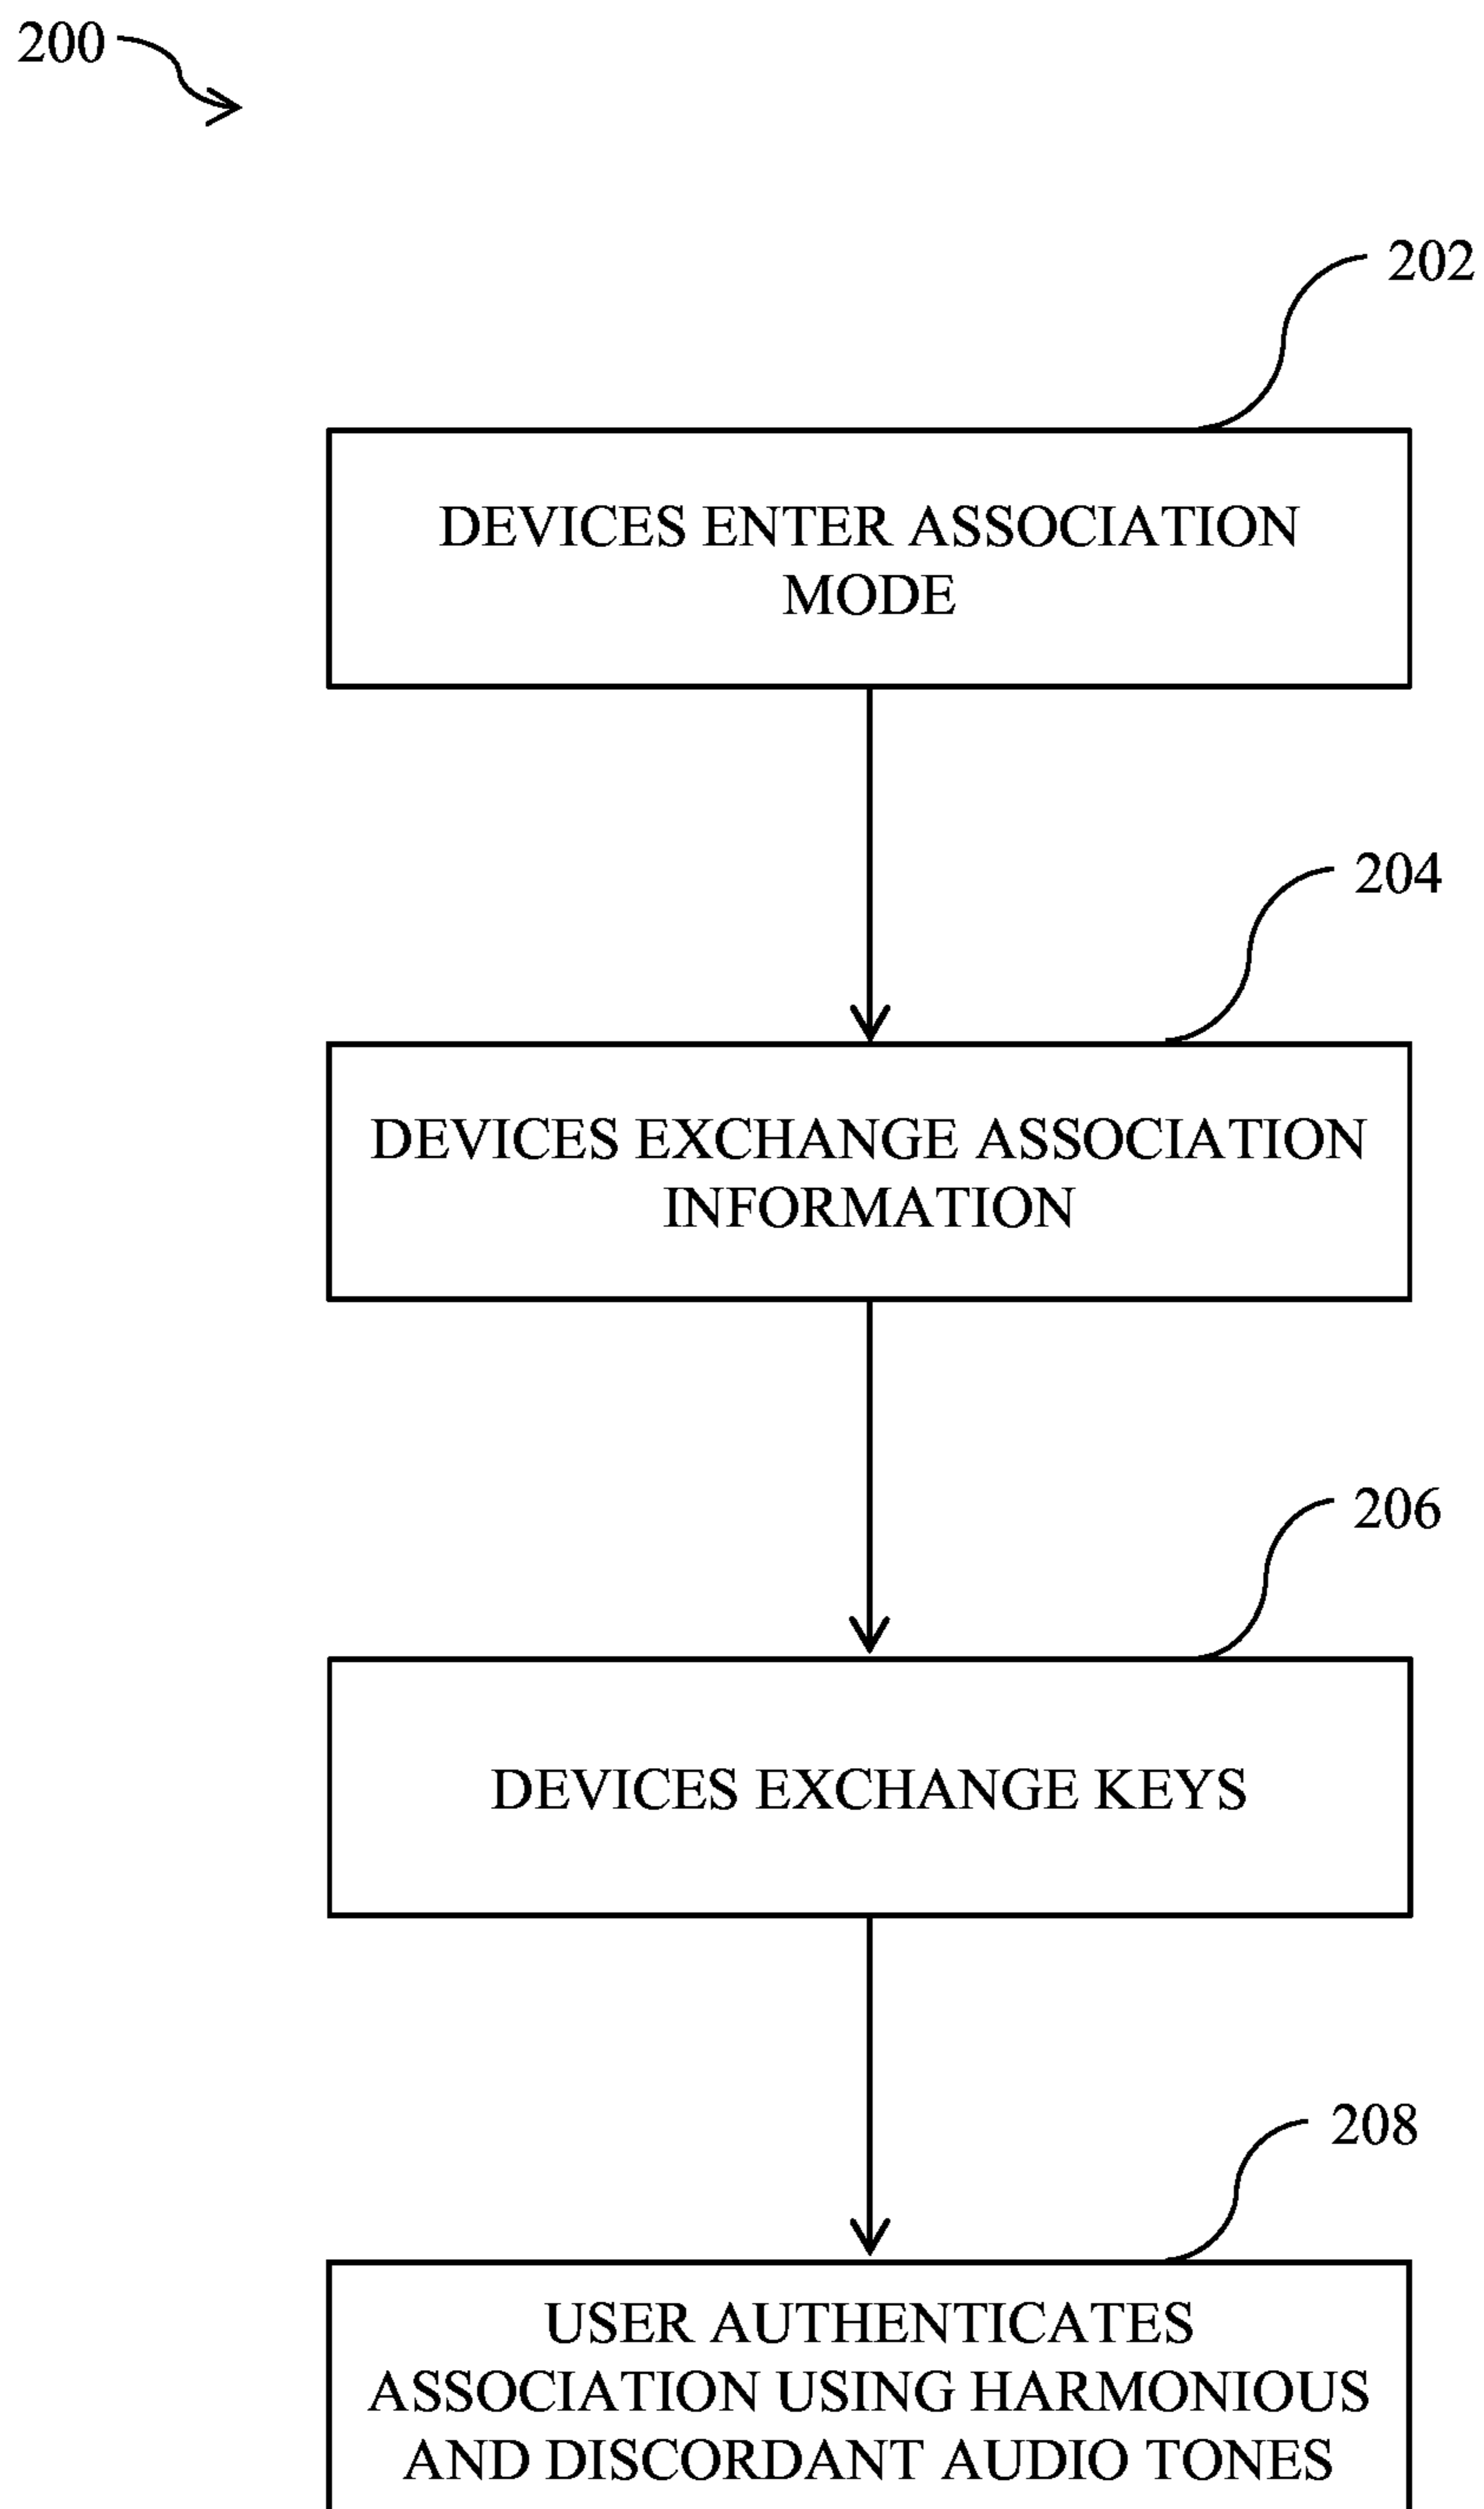 200
202
DEVICES ENTER ASSOCIATION
MODE
204
DEVICES EXCHANGE ASSOCIATION
INFORMATION
206
DEVICES EXCHANGE KEYS
208
USER AUTHENTICATES
ASSOCIATION USING HARMONIOUS
AND DISCORDANT AUDIO TONES